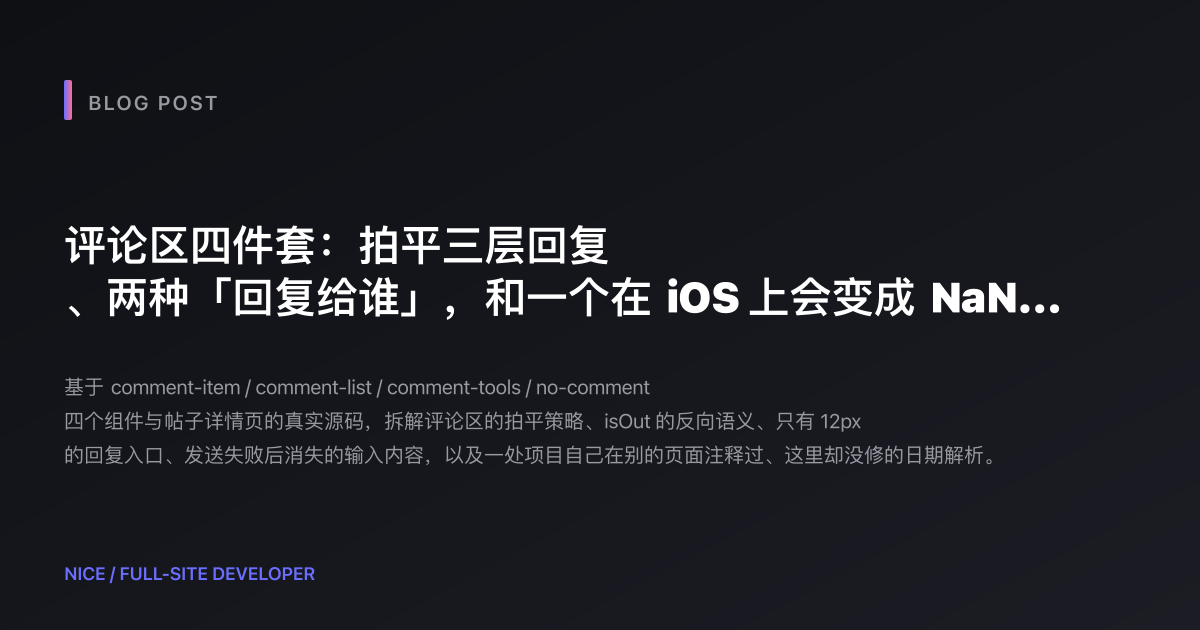 BLOG POST
评论区四件套：拍平三层回复
、两种「回复给谁」，和一个在 iOS 上会变成 NaN...
基于 comment-item / comment-list / comment-tools / no-comment
四个组件与帖子详情页的真实源码，拆解评论区的拍平策略、isOut 的反向语义、只有 12px
的回复入口、发送失败后消失的输入内容，以及一处项目自己在别的页面注释过、这里却没修的日期解析。
NICE / FULL-SITE DEVELOPER